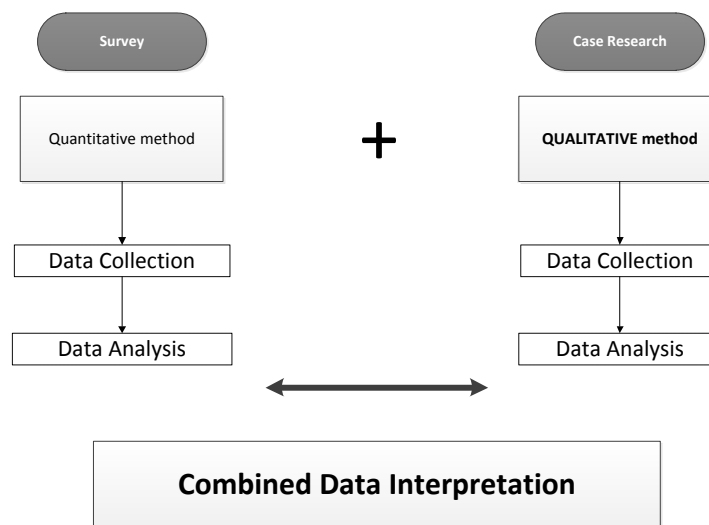 Survey
Case Research
Quantitative method
+
QUALITATIVE method
Data Collection
Data Collection
Data Analysis
Data Analysis
Combined Data Interpretation